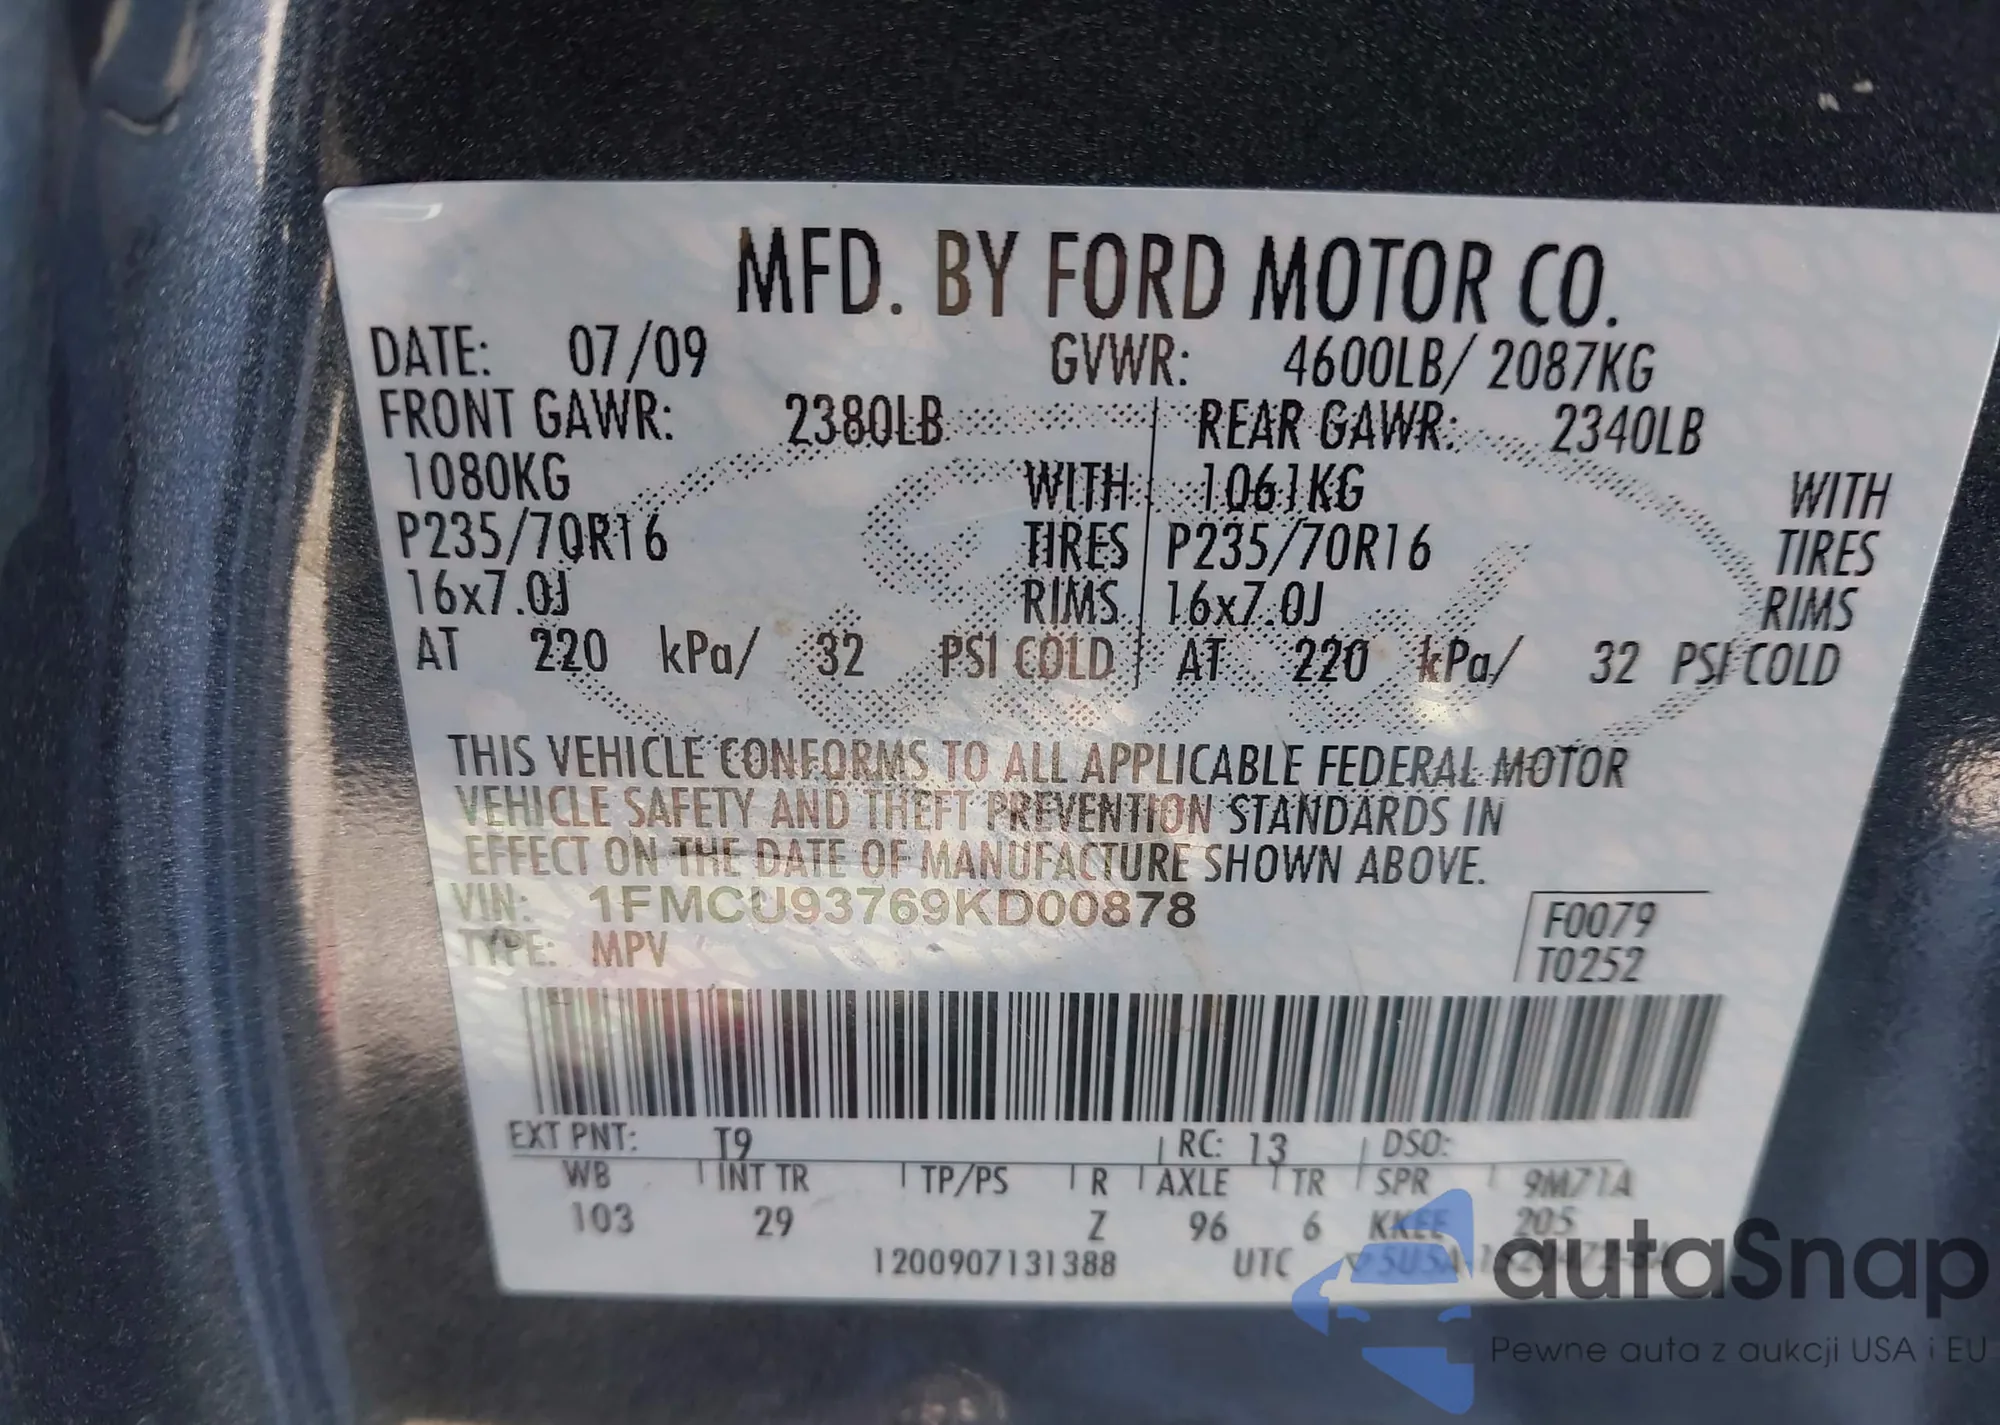 MFD. BY FORD MOTOR CO.
DATE: 07/09 GVWR: 4600LB/ 2087KG
FRONT GAWR: 2380LB REAR GAWR: 2340LB
1080KG WITH 1061KG WITH
P235/70R16 TIRES P235/70R16 TIRES
16x7.0J RIMS 16x7.0J RIMS
AT 220 kPa/ 32 PSI COLD AT 220 kPa/ 32 PSI COLD
THIS VEHICLE CONFORMS TO ALL APPLICABLE FEDERAL MOTOR
VEHICLE SAFETY AND THEFT PREVENTION STANDARDS IN
EFFECT ON THE DATE OF MANUFACTURE SHOWN ABOVE.
VIN: 1FMCU93769KD00878
TYPE: MPV
F0079
T0252
EXT PNT: T9 RC: 13 DSO:
WB INT TR TP/PS R AXLE TR SPR 9M71A
103 29 Z 96 6 KKEE 205
1200907131388 UTC
autaSnap
Pewne auta z aukcji USA i EU